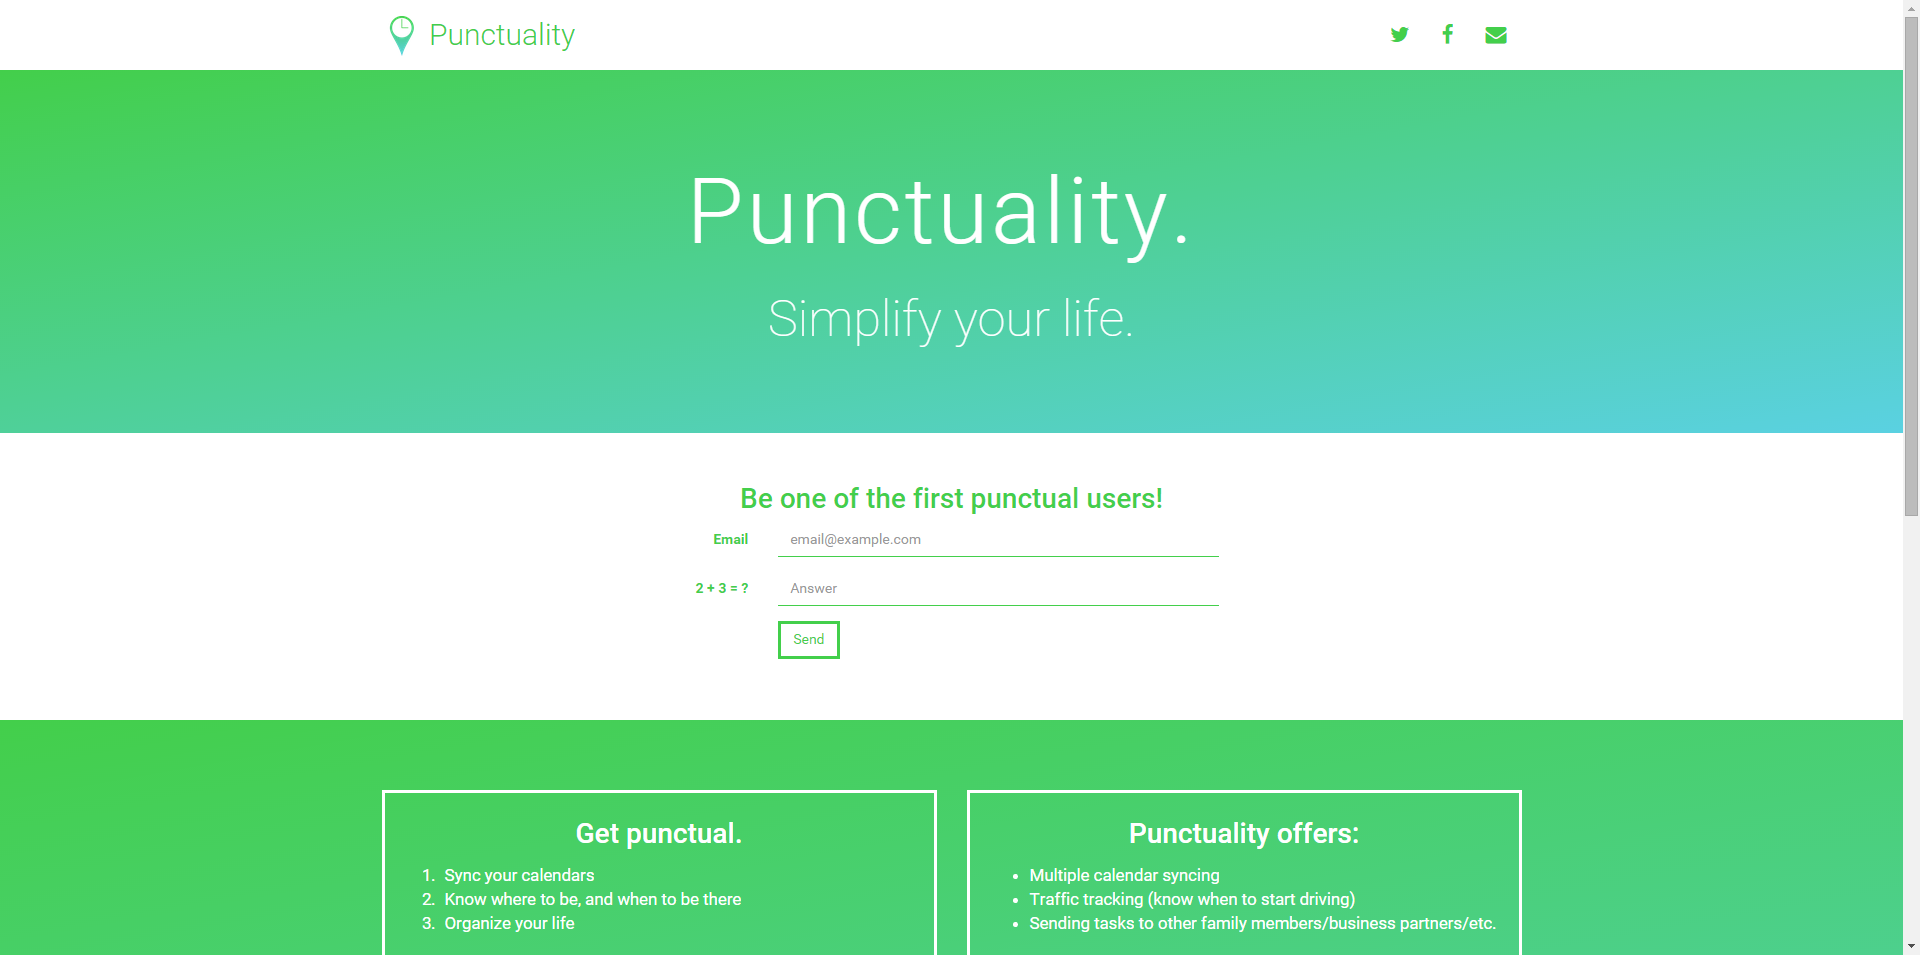 Punctuality
Punctuality.
Simplify your life.
Be one of the first punctual users!
Email
email@example.com
2 + 3 = ?
Answer
Send
Get punctual.
1. Sync your calendars
2. Know where to be, and when to be there
3. Organize your life
Punctuality offers:
• Multiple calendar syncing
• Traffic tracking (know when to start driving)
• Sending tasks to other family members/business partners/etc.